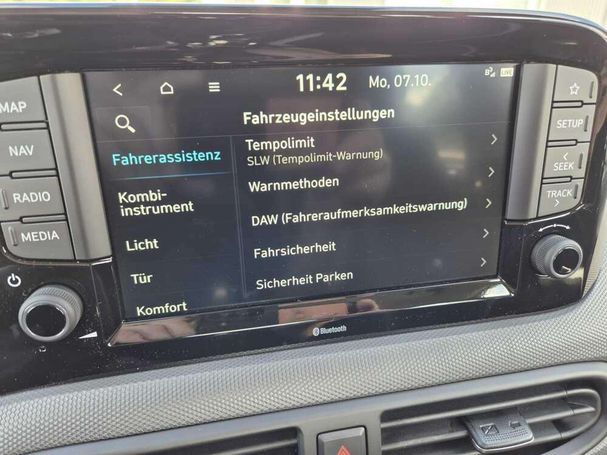 11:42 Mo, 07.10.
LIVE
Fahrzeugeinstellungen
Fahrerassistenz
Kombi-
instrument
Licht
Tür
Komfort
Tempolimit
SLW (Tempolimit-Warnung)
Warnmethoden
DAW (Fahreraufmerksamkeitswarnung)
Fahrsicherheit
Sicherheit Parken
MAP
NAV
RADIO
MEDIA
SETUP
SEEK
TRACK
Bluetooth